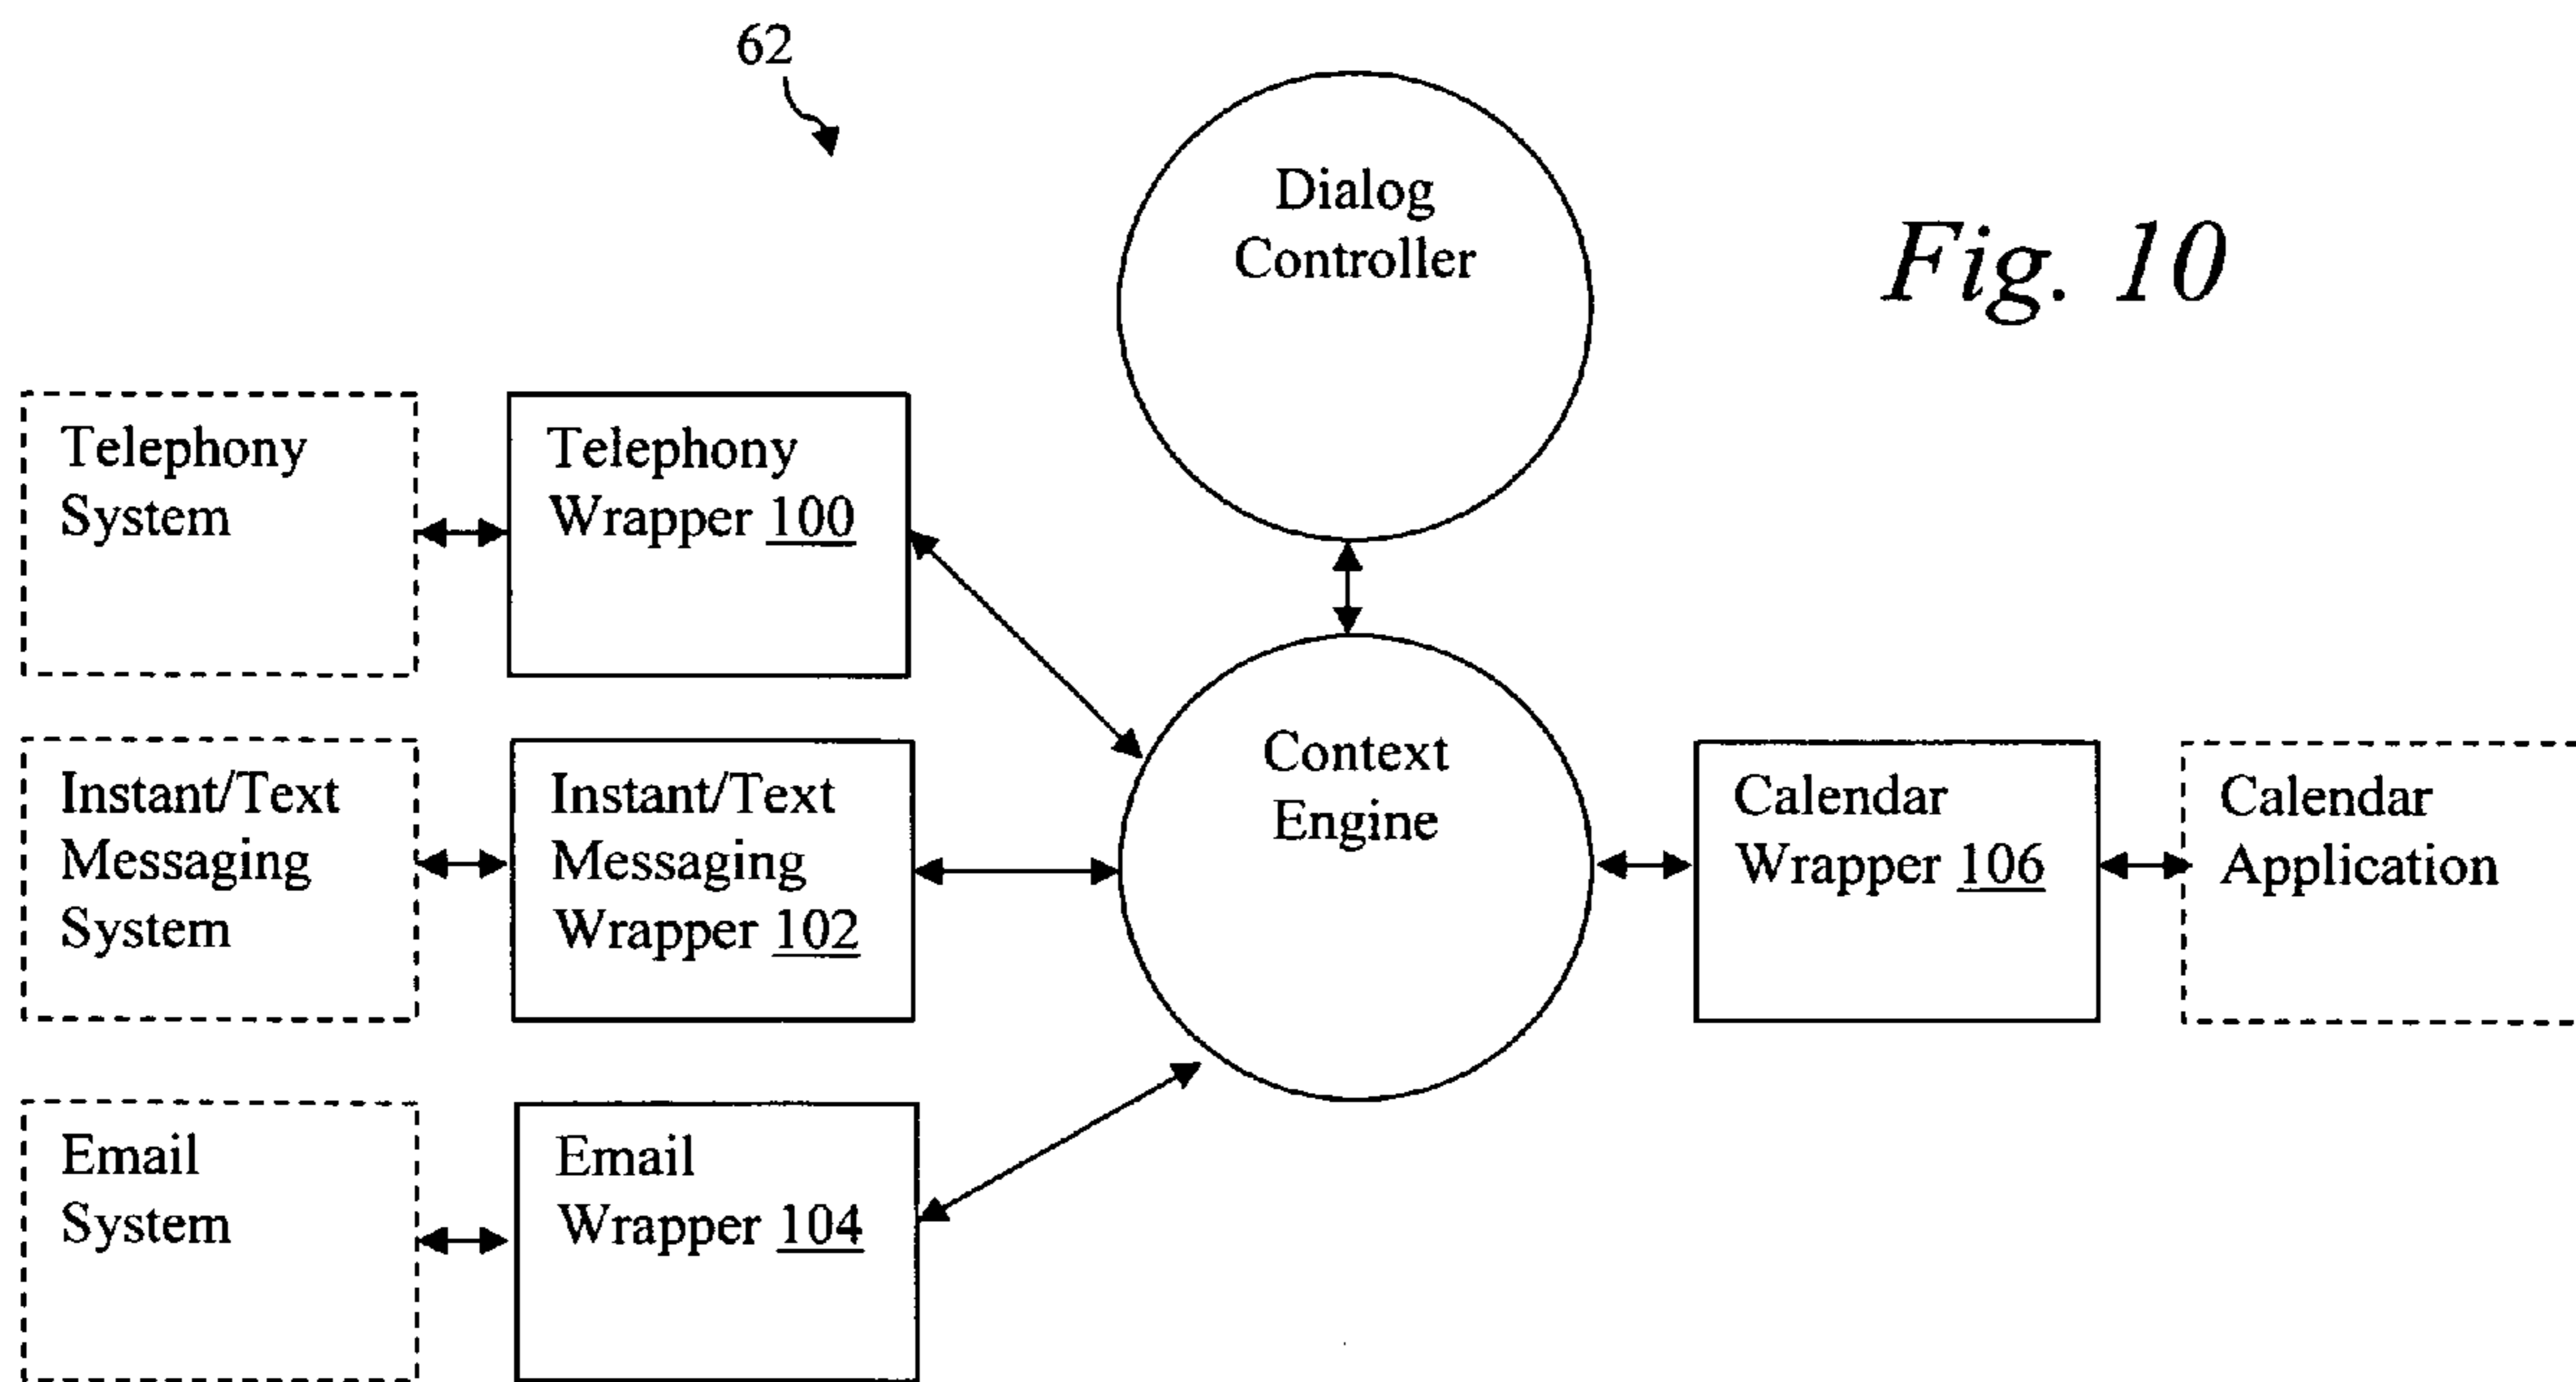 62
Dialog
Controller
Fig. 10
Telephony
System
Telephony
Wrapper 100
Instant/Text
Messaging
System
Instant/Text
Messaging
Wrapper 102
Context
Engine
Calendar
Wrapper 106
Calendar
Application
Email
System
Email
Wrapper 104